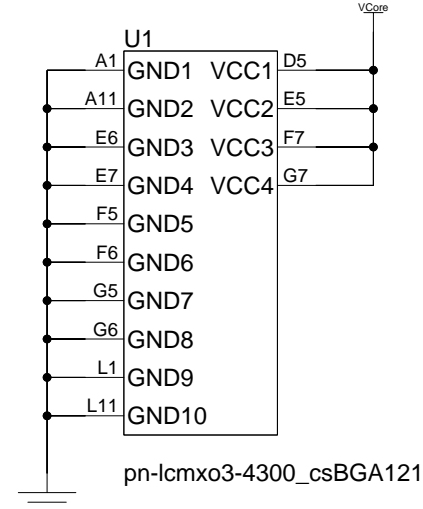 VCore
U1
A1 GND1 VCC1 D5
A11 GND2 VCC2 E5
E6 GND3 VCC3 F7
E7 GND4 VCC4 G7
F5 GND5
F6 GND6
G5 GND7
G6 GND8
L1 GND9
L11 GND10
pn-lcmxo3-4300_csBGA121